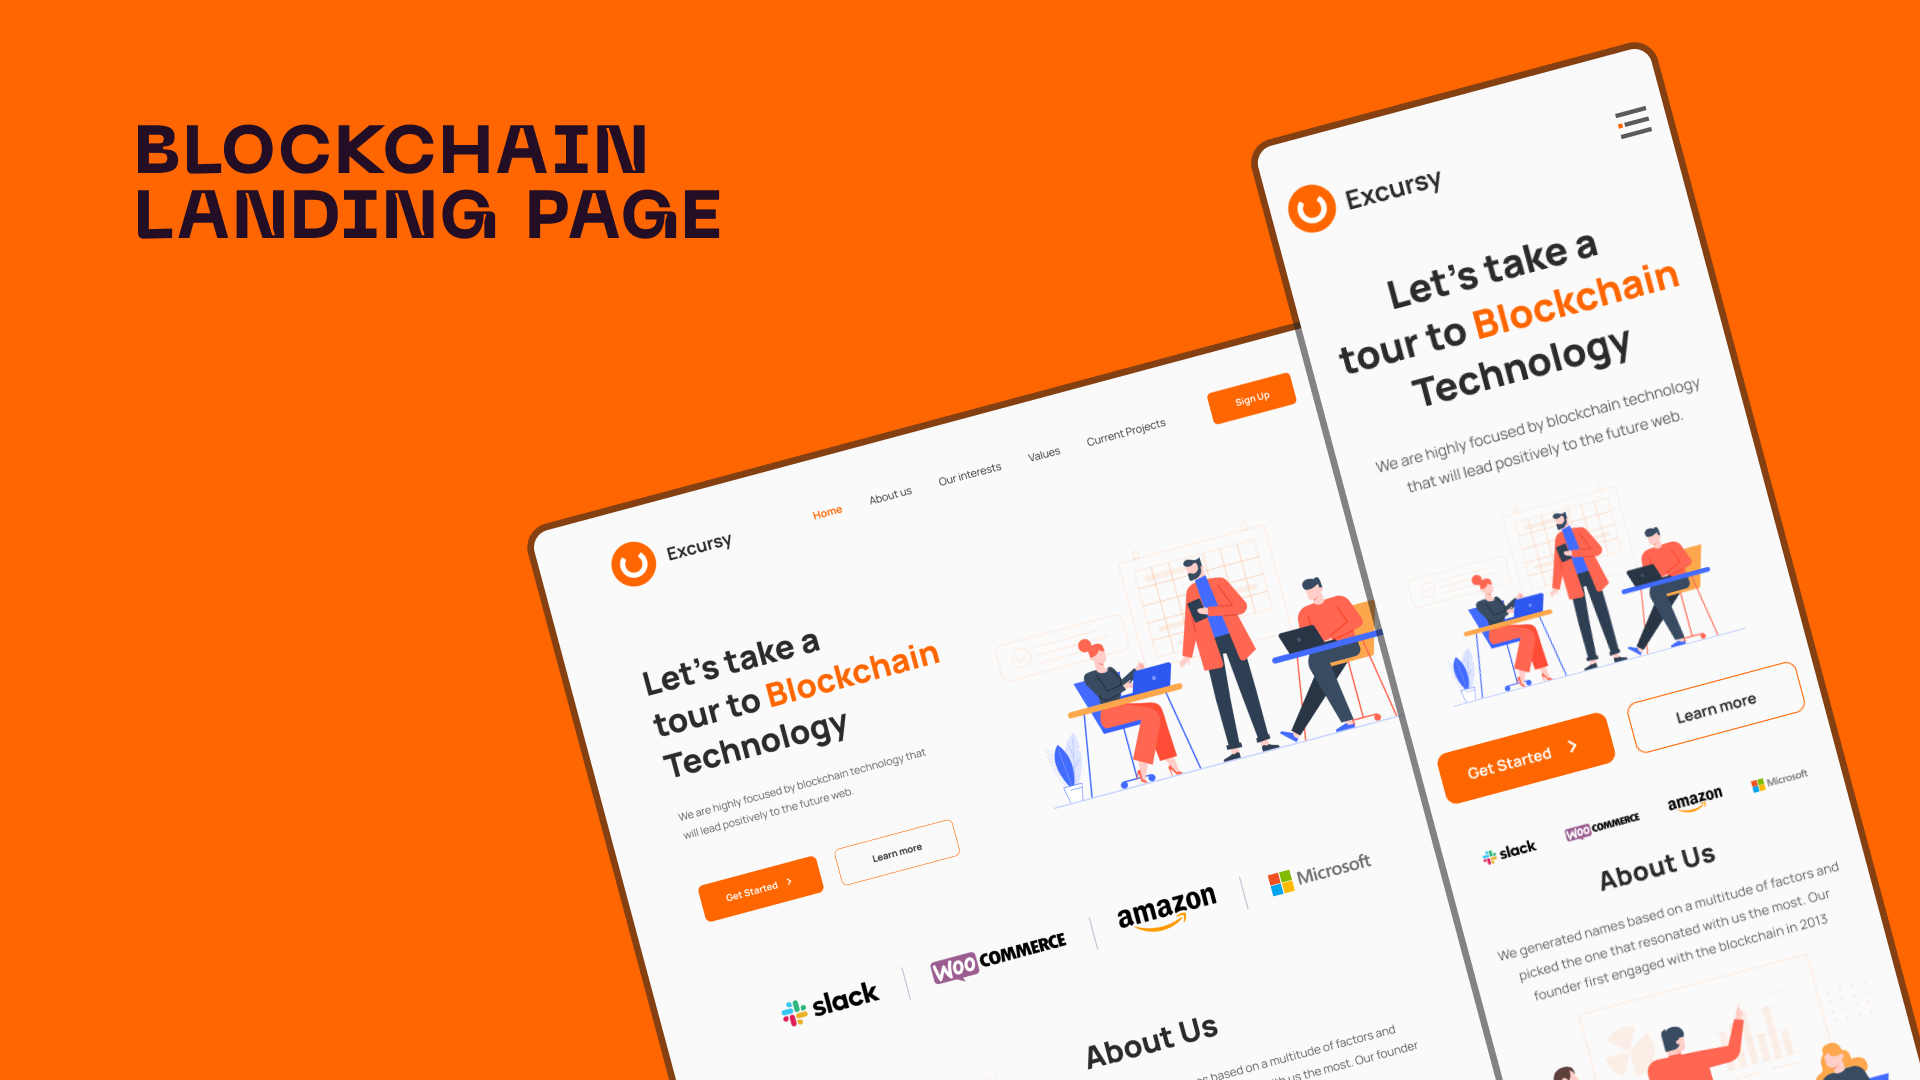 BLOCKCHAIN
LANDING PAGE
Excursy
Home
About us
Our interests
Values
Current Projects
Sign Up
Let's take a
tour to Blockchain
Technology
We are highly focused by blockchain technology that
will lead positively to the future web.
Get Started
Learn more
slack
WOO COMMERCE
amazon
Microsoft
About Us
based on a multitude of factors and
us the most. Our founder
Excursy
Let's take a
tour to Blockchain
Technology
We are highly focused by blockchain technology
that will lead positively to the future web.
Get Started
Learn more
slack
WOO COMMERCE
amazon
Microsoft
About Us
We generated names based on a multitude of factors and
picked the one that resonated with us the most. Our
founder first engaged with the blockchain in 2013